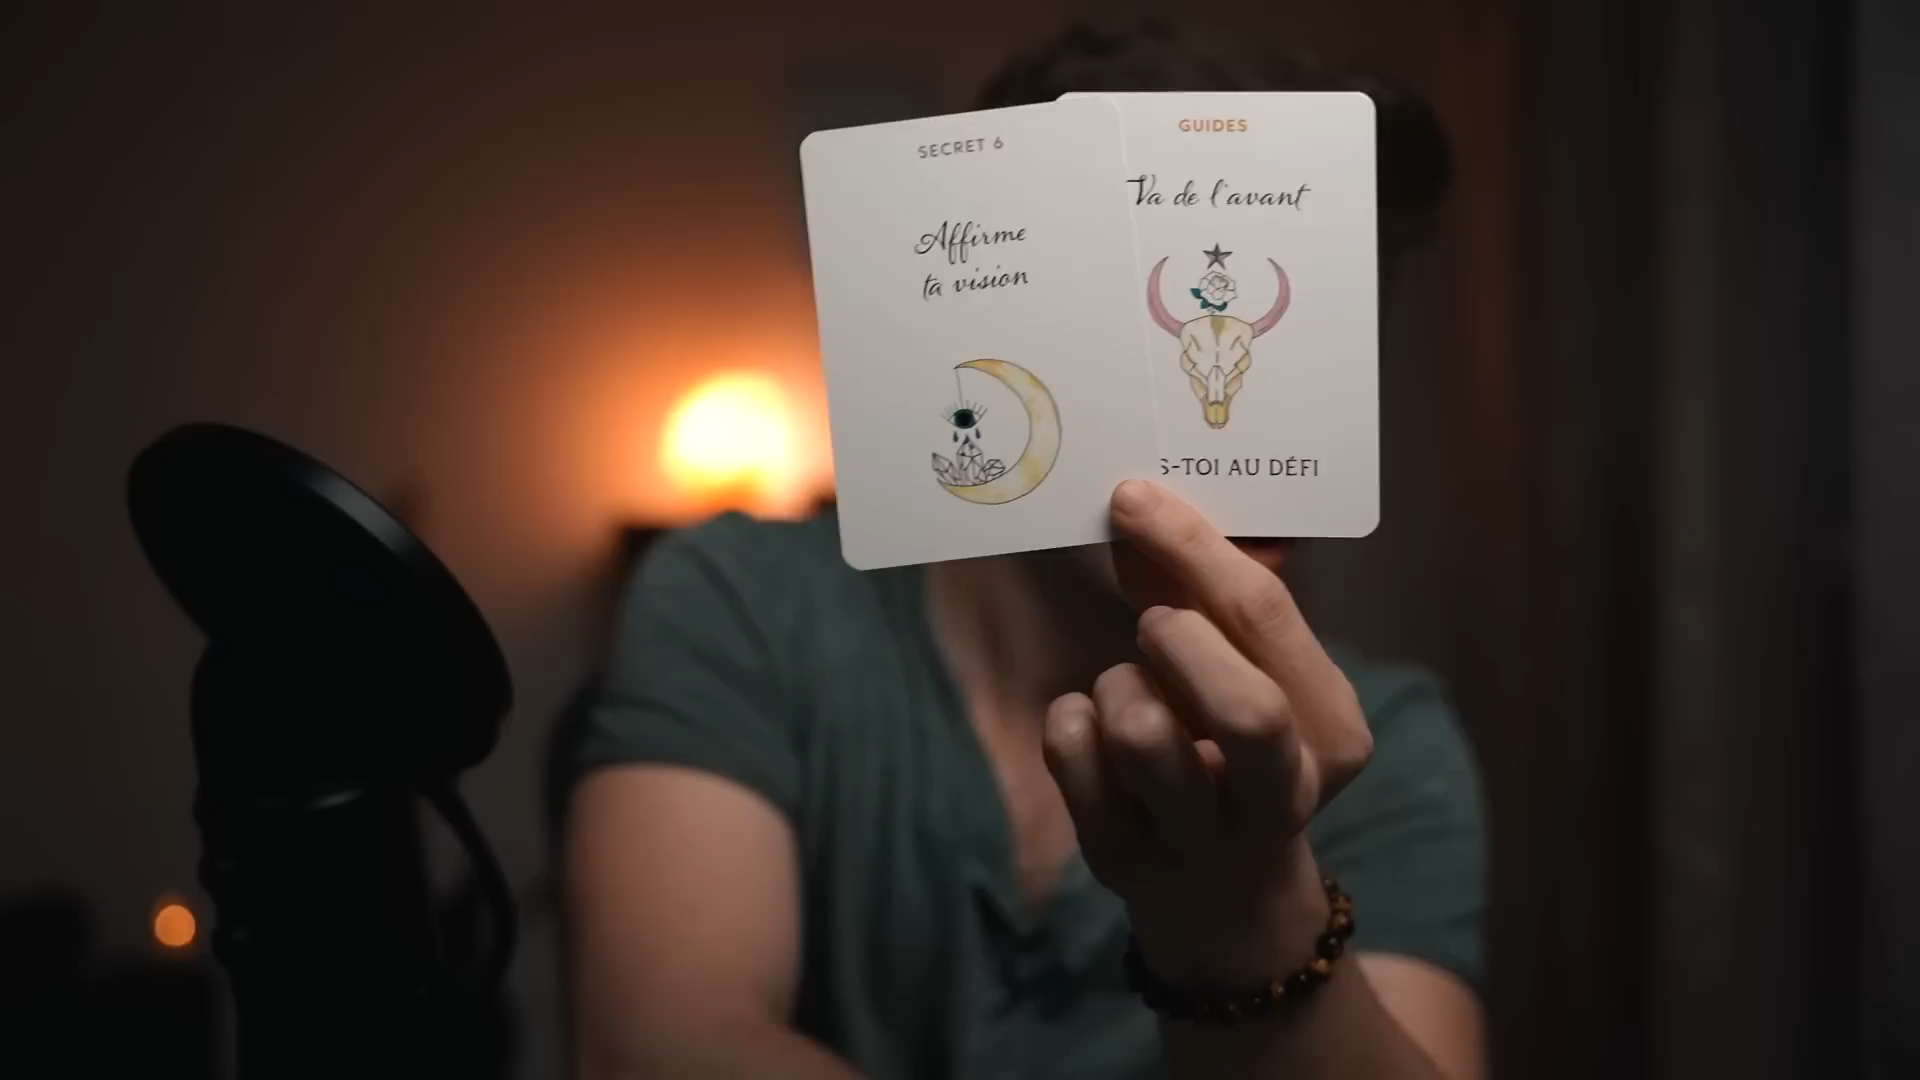 SECRET 6
Affirme
ta vision
GUIDES
Va de l'avant
S-TOI AU DÉFI